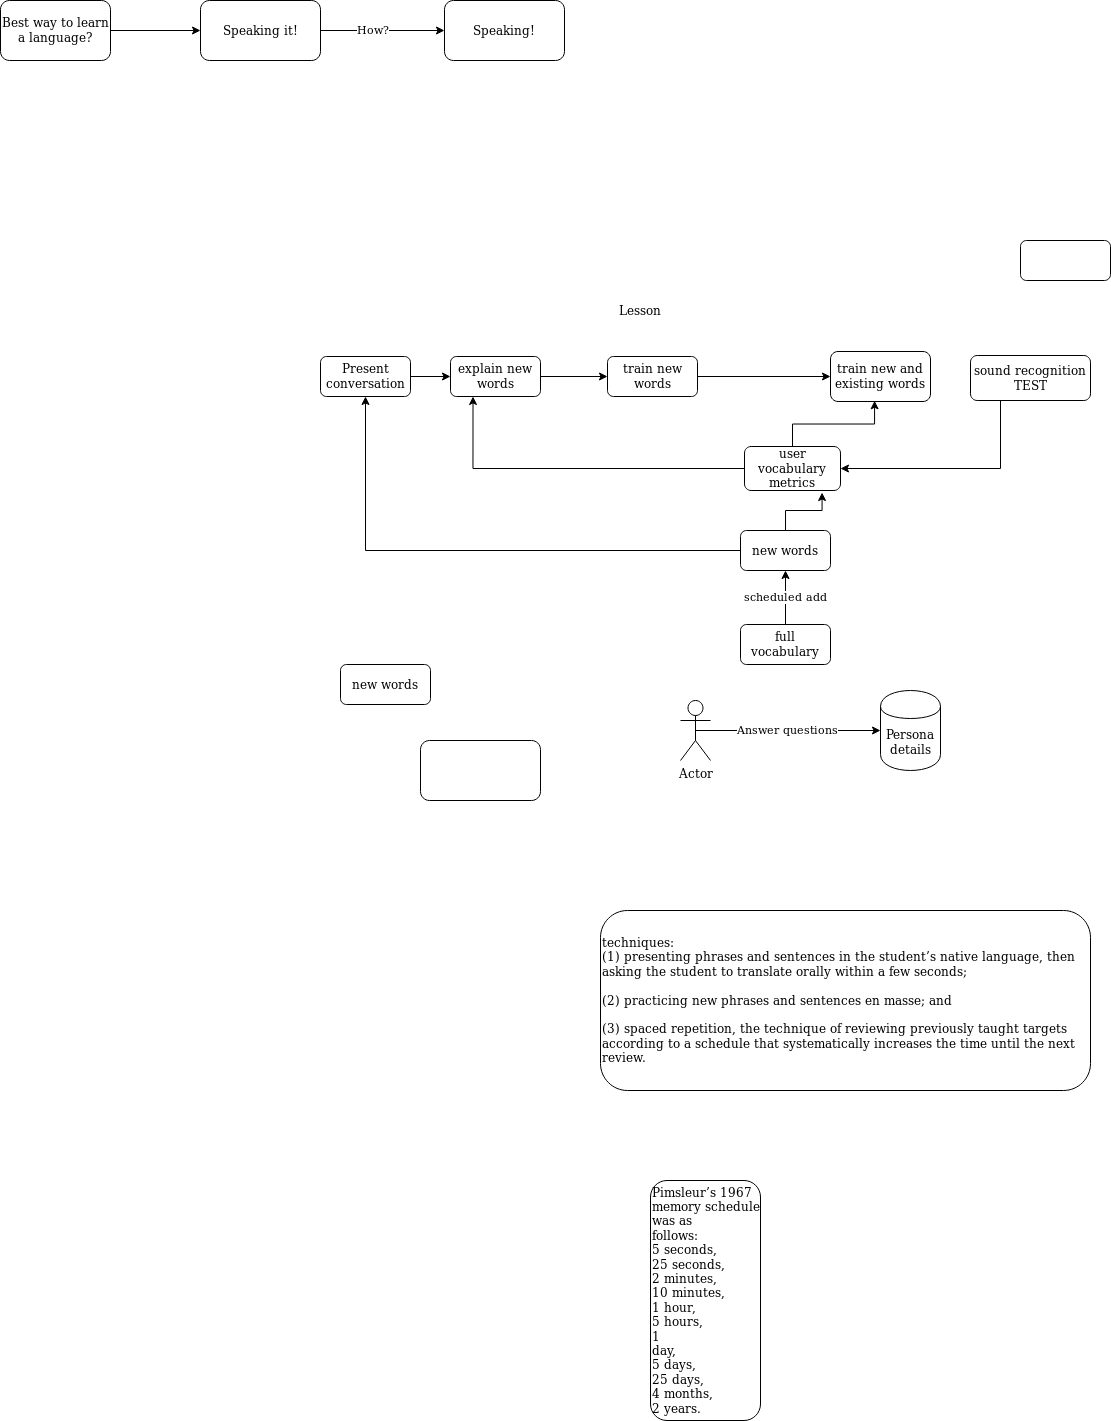 Best way to learn
a language?
Speaking it!
How?
Speaking!
Lesson
Present
conversation
explain new
words
train new
words
train new and
existing words
sound recognition
TEST
user
vocabulary
metrics
new words
scheduled add
full
vocabulary
new words
Answer questions
Persona
details
Actor
techniques:
(1) presenting phrases and sentences in the student’s native language, then
asking the student to translate orally within a few seconds;
(2) practicing new phrases and sentences en masse; and
(3) spaced repetition, the technique of reviewing previously taught targets
according to a schedule that systematically increases the time until the next
review.
Pimsleur’s 1967
memory schedule
was as
follows:
5 seconds,
25 seconds,
2 minutes,
10 minutes,
1 hour,
5 hours,
1
day,
5 days,
25 days,
4 months,
2 years.